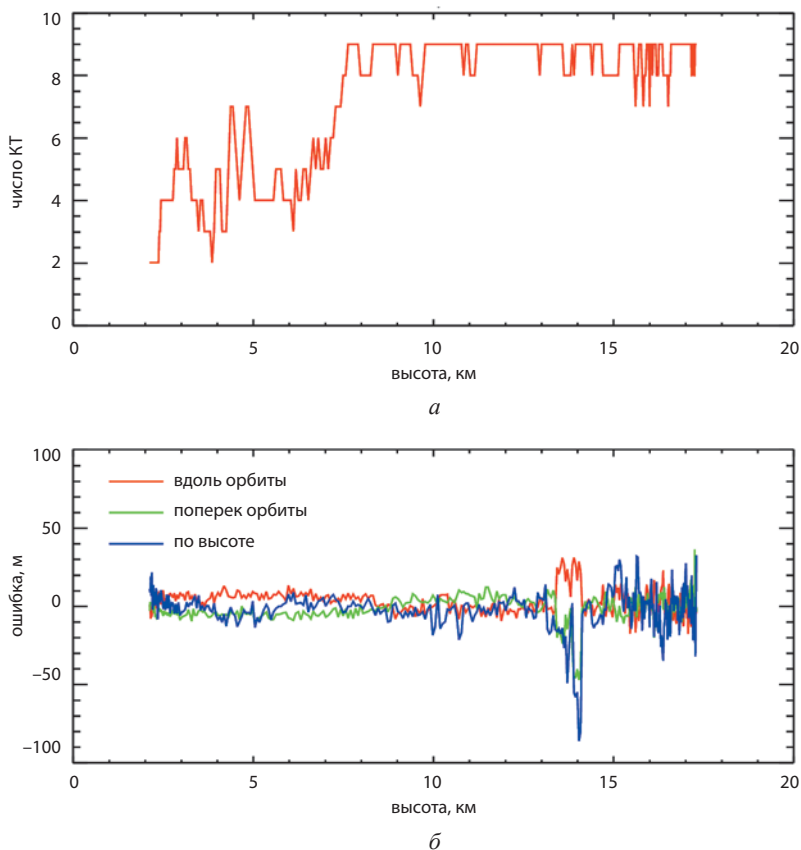 10
8
6
4
2
0
число КТ
0 5 10 15 20
высота, км
а
100
50
0
–50
–100
ошибка, м
вдоль орбиты
поперек орбиты
по высоте
0 5 10 15 20
высота, км
б